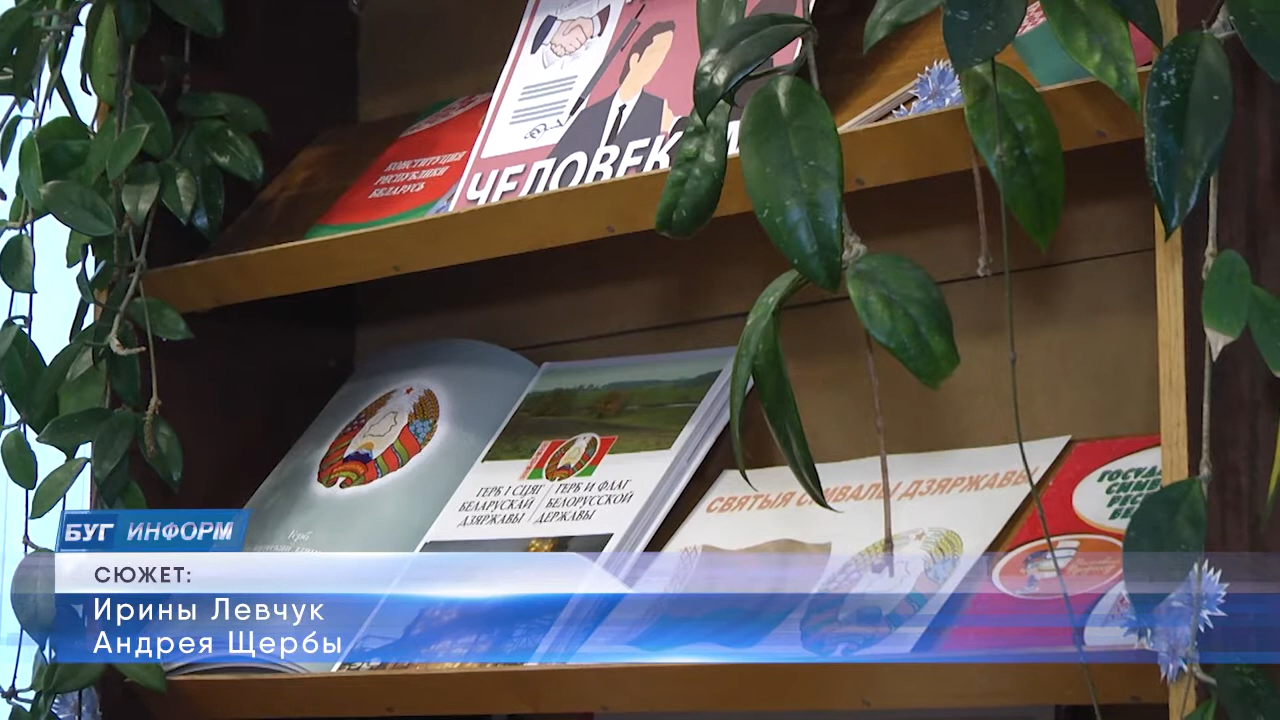 КОНСТИТУЦИЯ
РЕСПУБЛИКИ
БЕЛАРУСЬ
ЧЕЛОВЕК
ГЕРБ І СЦЯГ
БЕЛАРУСКАЙ
ДЗЯРЖАВЫ
ГЕРБ И ФЛАГ
БЕЛОРУССКОЙ
ДЕРЖАВЫ
СВЯТЫЯ СІМВАЛЫ ДЗЯРЖАВЫ
Герб
БУГ ИНФОРМ
СЮЖЕТ:
Ирины Левчук
Андрея Щербы